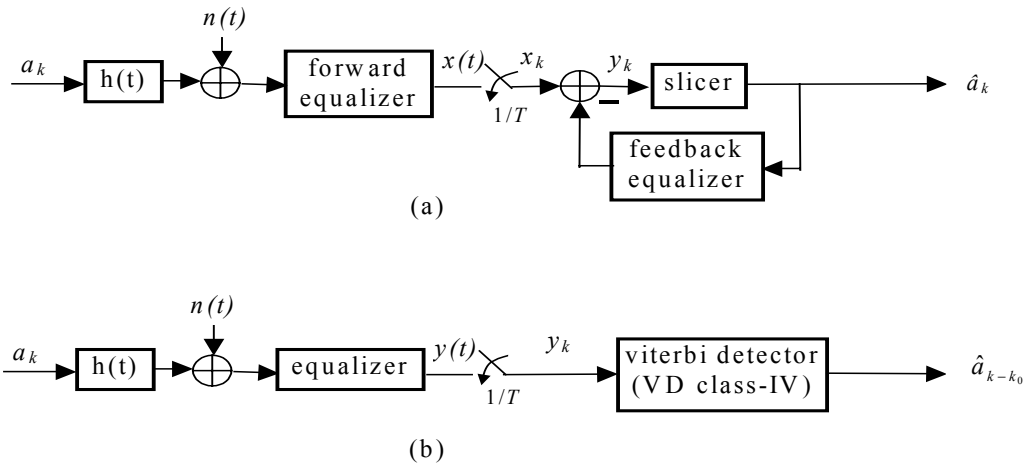 n(t)
a_k
h(t)
forward
equalizer
x(t)
1/T
x_k
y_k
slicer
â_k
feedback
equalizer
(a)
n(t)
a_k
h(t)
equalizer
y(t)
1/T
y_k
viterbi detector
(VD class-IV)
â_{k−k_0}
(b)